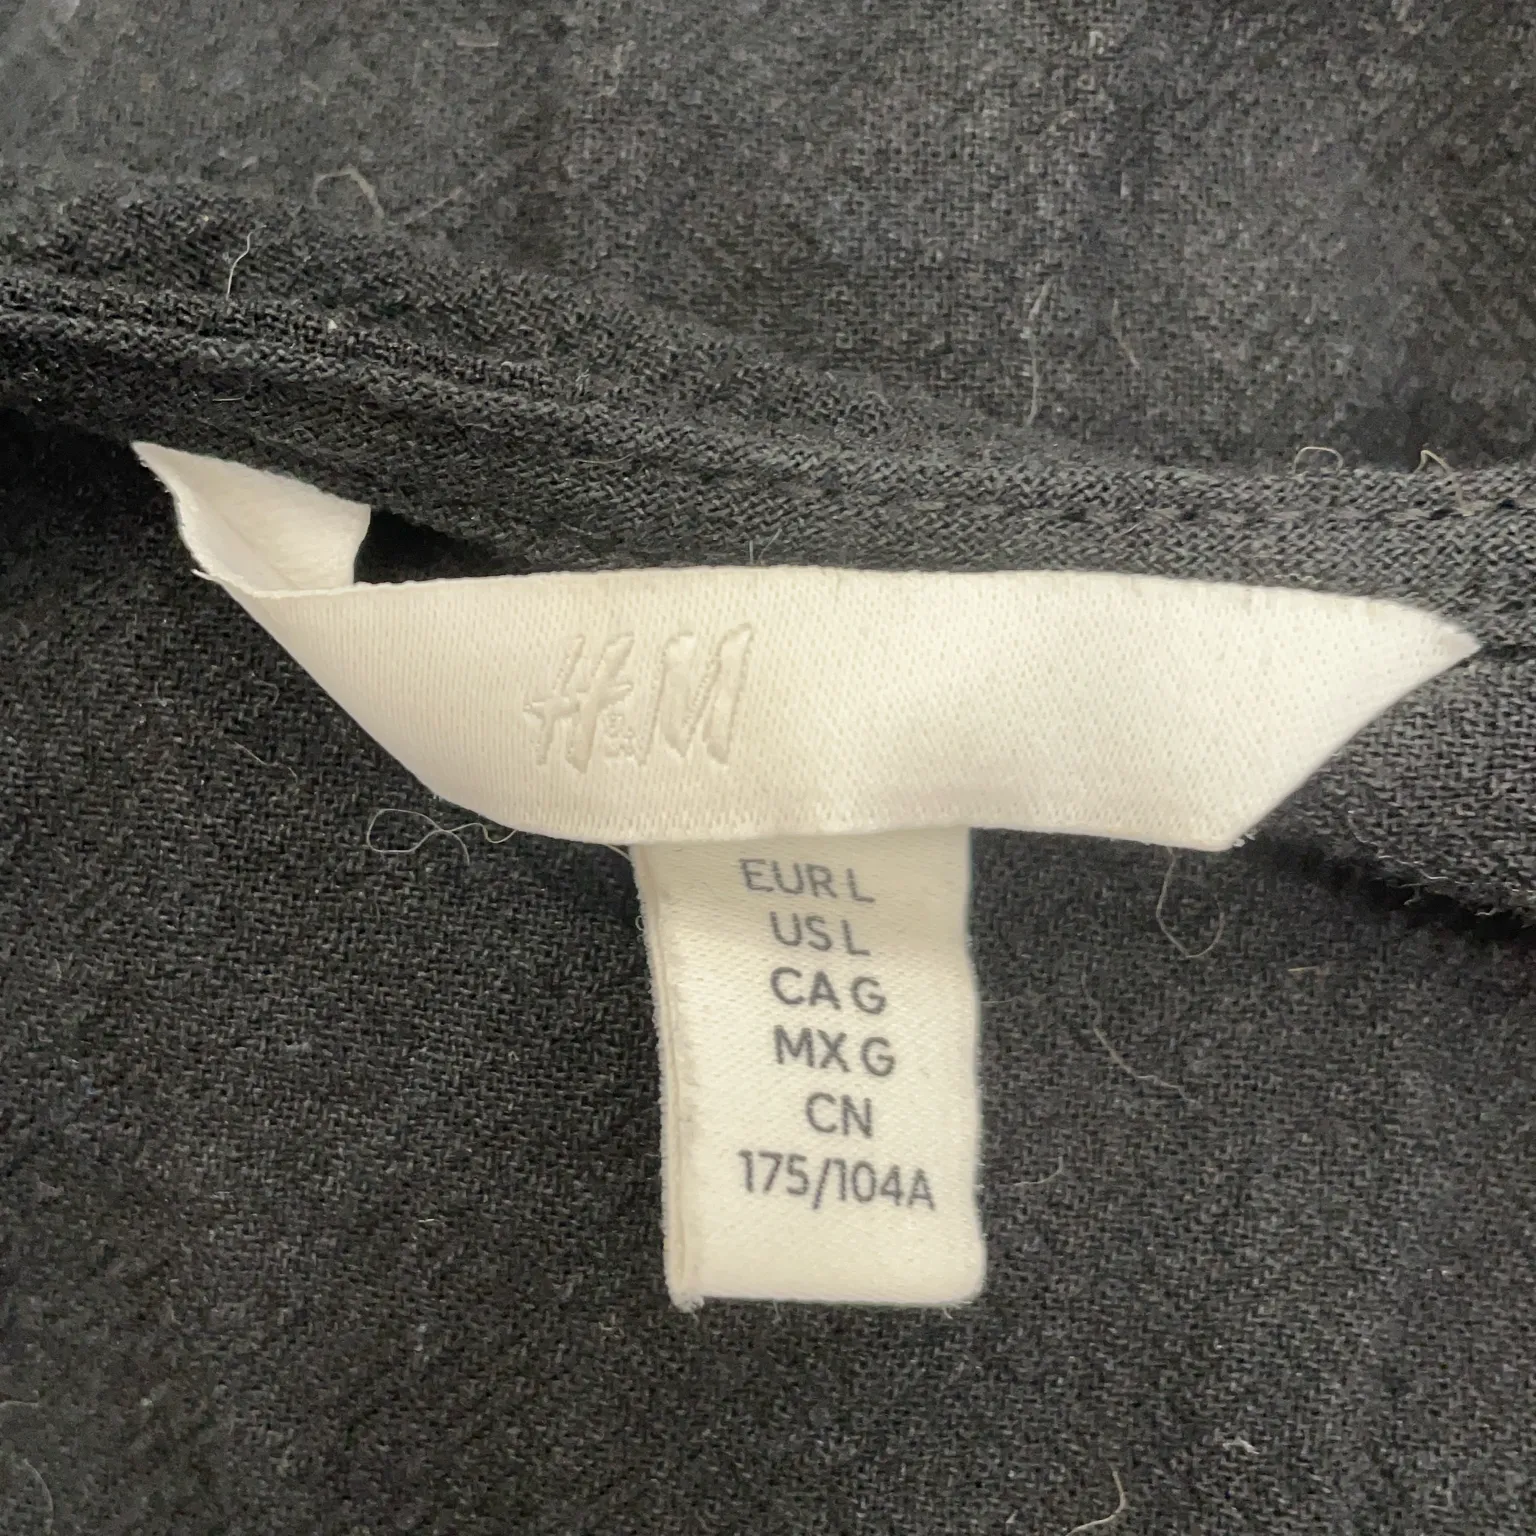 H&M
EUR L
US L
CA G
MX G
CN
175/104A